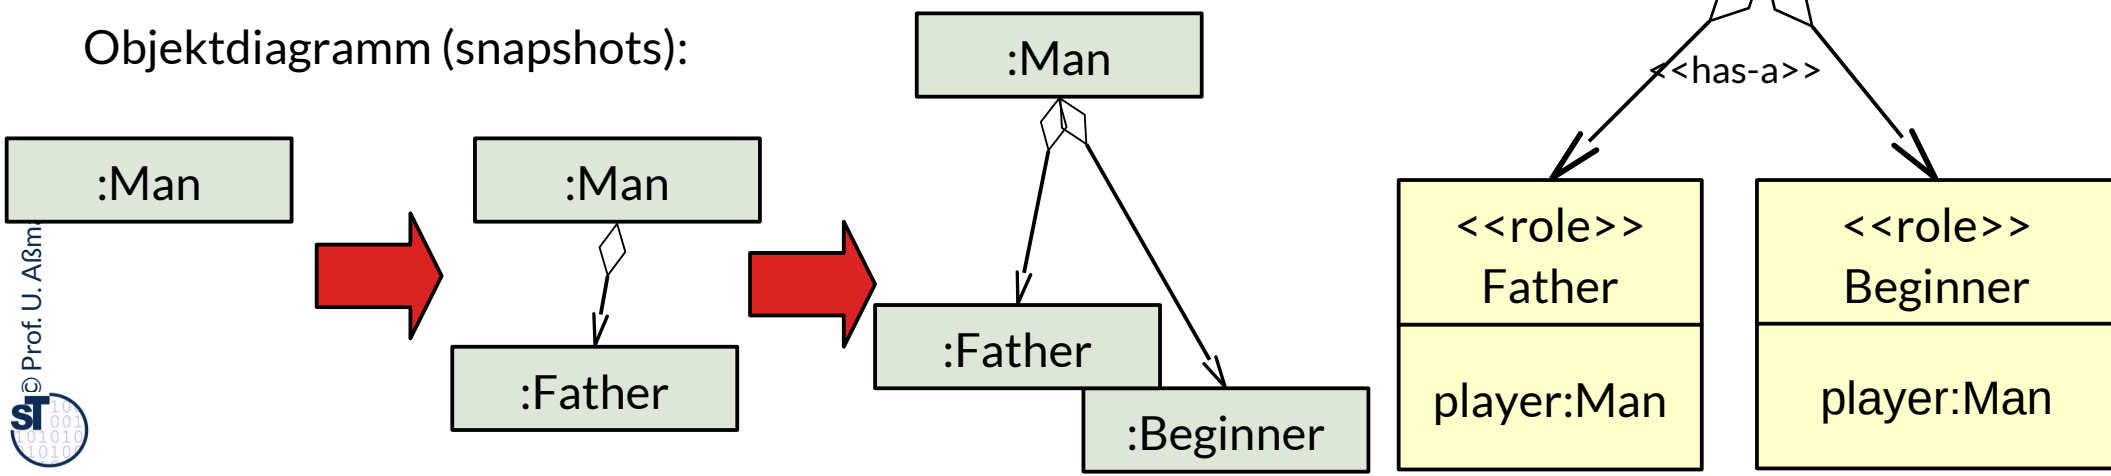 Objektdiagramm (snapshots):
:Man
:Man
:Father
:Man
:Father
:Beginner
<<has-a>>
<<role>>
Father
player:Man
<<role>>
Beginner
player:Man
© Prof. U. Aßm
ST